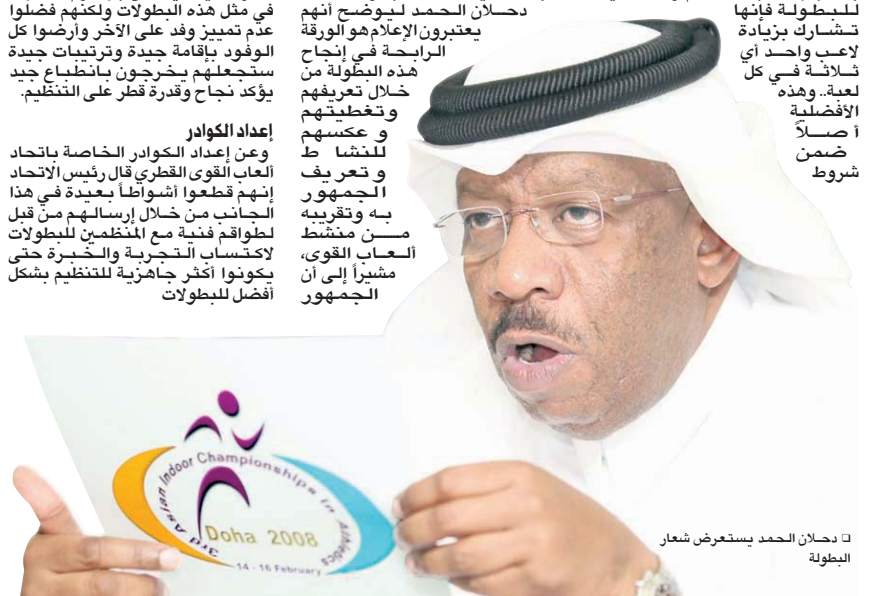 للبطولة فإنها
تشارك بزيادة
لاعب واحد أي
ثلاثة في كل
لعبة.. وهذه
الأفضلية
أصلاً
ضمن
شروط
دحلان الحمد ليوضح أنهم
يعتبرون الإعلام هو الورقة
الرابحة في إنجاح
هذه البطولة من
خلال تعريفهم
وتغطيتهم
و عكسهم
للنشا ط
و تعر يف
الجمهور
به وتقريبه
من منشط
ألعاب القوى،
مشيراً إلى أن
الجمهور
في مثل هذه البطولات ولكنهم فضلوا
عدم تمييز وفد على الآخر وأرضوا كل
الوفود بإقامة جيدة وترتيبات جيدة
ستجعلهم يخرجون بانطباع جيد
يؤكد نجاح وقدرة قطر على التنظيم.
إعداد الكوادر
وعن إعداد الكوادر الخاصة باتحاد
ألعاب القوى القطري قال رئيس الاتحاد
إنهم قطعوا أشواطاً بعيدة في هذا
الجانب من خلال إرسالهم من قبل
لطواقم فنية مع المنظمين للبطولات
لاكتساب التجربة والخبرة حتى
يكونوا أكثر جاهزية للتنظيم بشكل
أفضل للبطولات
3rd Asian Indoor Championships in Athletics
Doha 2008
14 - 16 February
دحلان الحمد يستعرض شعار
البطولة